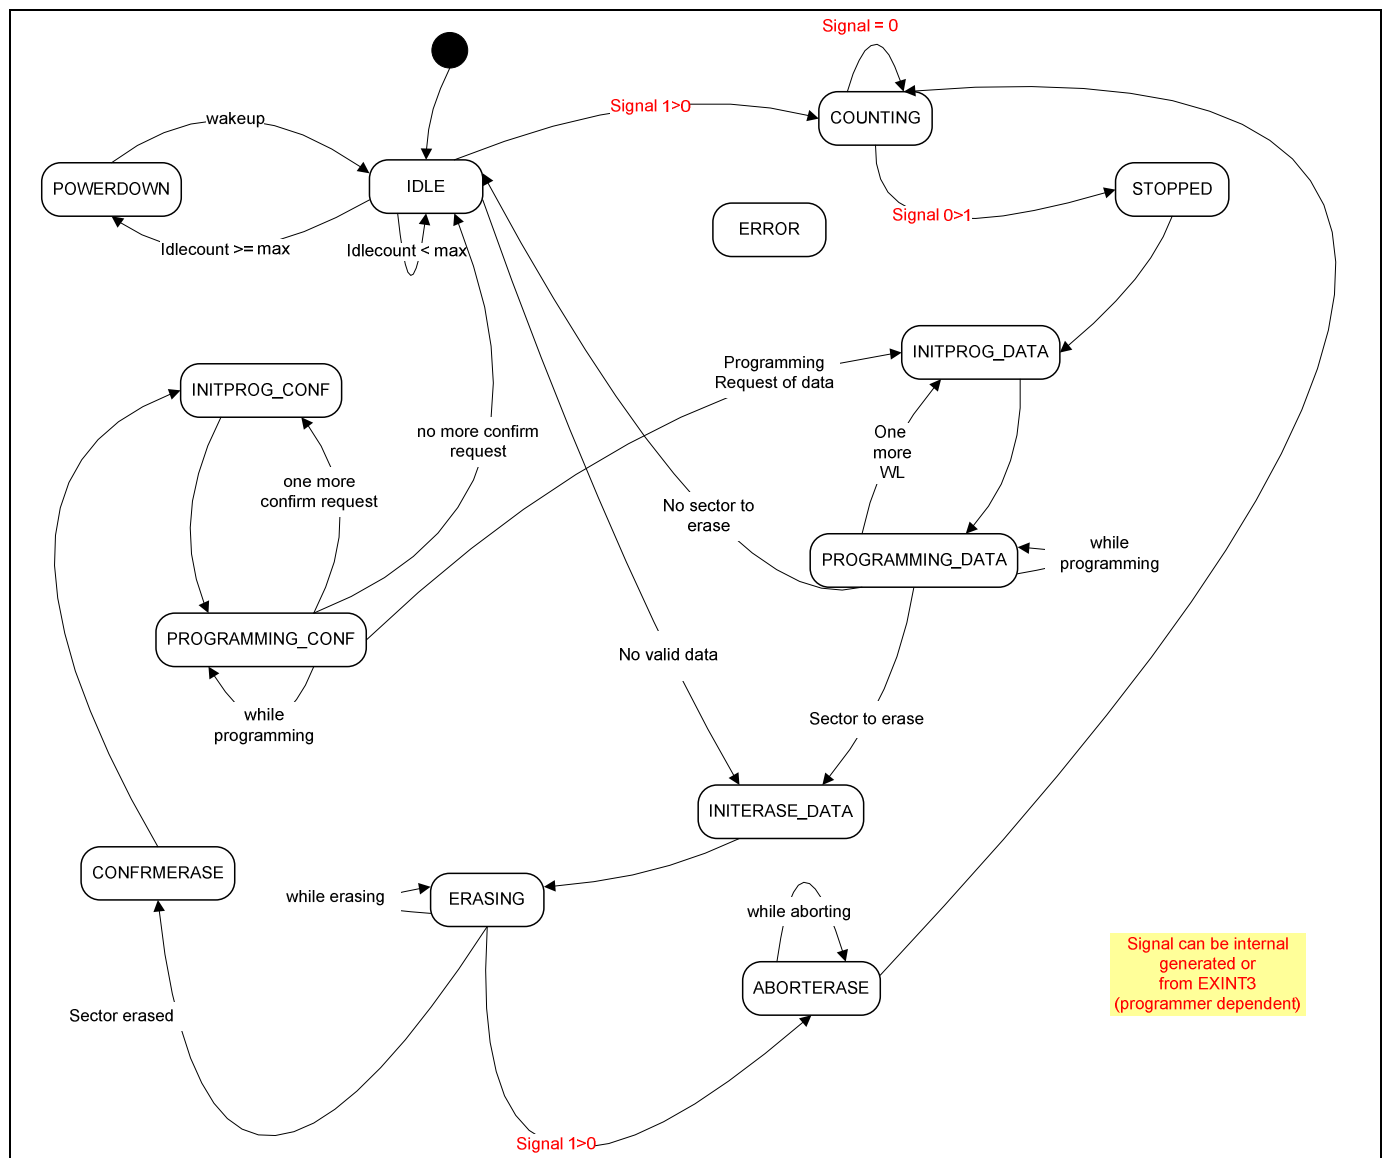 Signal = 0
Signal 1>0
wakeup
COUNTING
POWERDOWN
IDLE
STOPPED
Signal 0>1
ERROR
Idlecount >= max
Idlecount < max
INITPROG_DATA
Programming
Request of data
INITPROG_CONF
no more confirm
request
One
more
WL
one more
confirm request
No sector to
erase
PROGRAMMING_DATA
while
programming
PROGRAMMING_CONF
No valid data
while
programming
Sector to erase
INITERASE_DATA
CONFRMERASE
while erasing
ERASING
while aborting
ABORTERASE
Signal can be internal
generated or
from EXINT3
(programmer dependent)
Sector erased
Signal 1>0